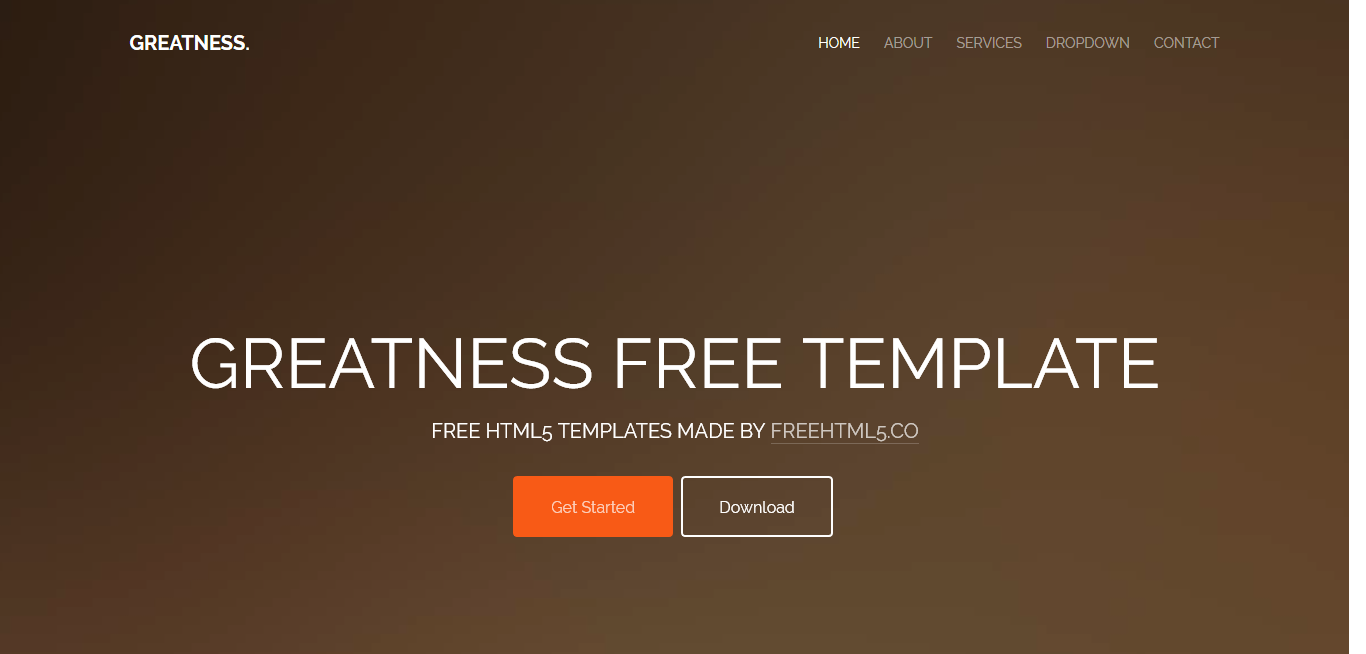 GREATNESS.
HOME ABOUT SERVICES DROPDOWN CONTACT
GREATNESS FREE TEMPLATE
FREE HTML5 TEMPLATES MADE BY FREEHTML5.CO
Get Started Download